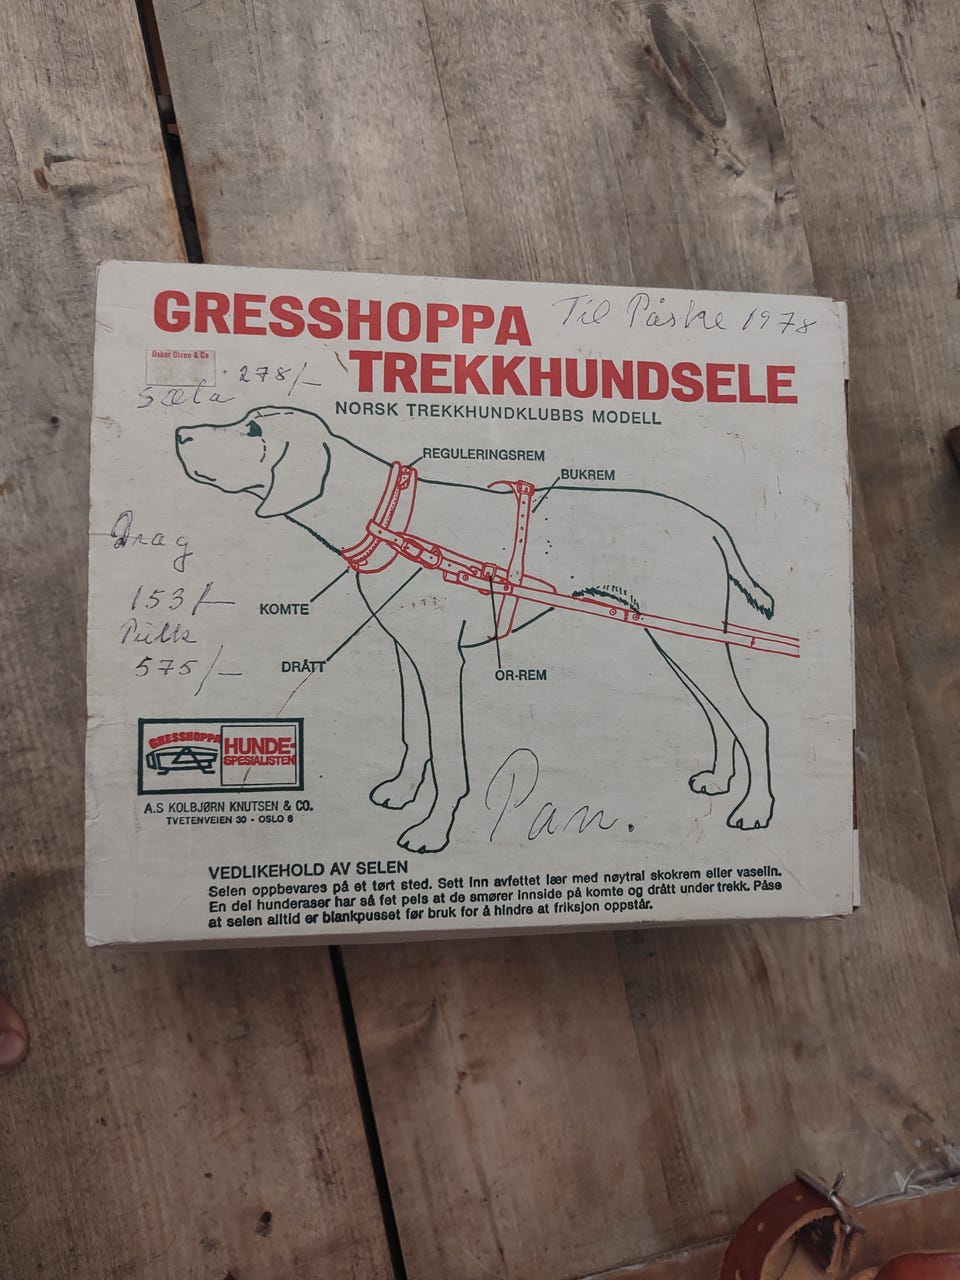 GRESSHOPPA
Til Påske 1978
TREKKHUNDSELE
Oskar Olsen & Co
278/-
Sæla
NORSK TREKKHUNDKLUBBS MODELL
REGULERINGSREM
BUKREM
Drag
153/-
KOMTE
Pulk
575/-
DRÅTT
OR-REM
GRESSHOPPA
HUNDE-
SPESIALISTEN
A.S KOLBJØRN KNUTSEN & CO.
TVETENVEIEN 30 - OSLO 6
Pan.
VEDLIKEHOLD AV SELEN
Selen oppbevares på et tørt sted. Sett inn avfettet lær med nøytral skokrem eller vaselin.
En del hunderaser har så fet pels at de smører innside på komte og drått under trekk. Påse
at selen alltid er blankpusset før bruk for å hindre at friksjon oppstår.